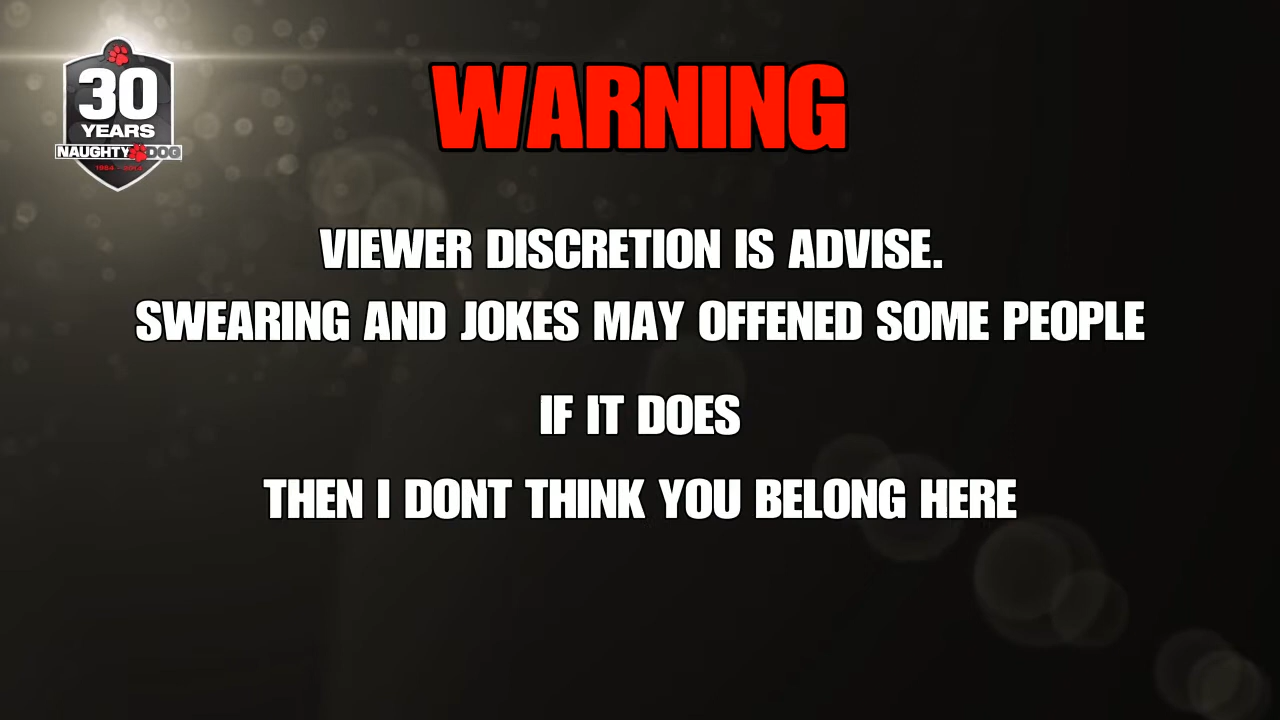 30
YEARS
NAUGHTY DOG
WARNING
VIEWER DISCRETION IS ADVISE.
SWEARING AND JOKES MAY OFFENED SOME PEOPLE
IF IT DOES
THEN I DONT THINK YOU BELONG HERE